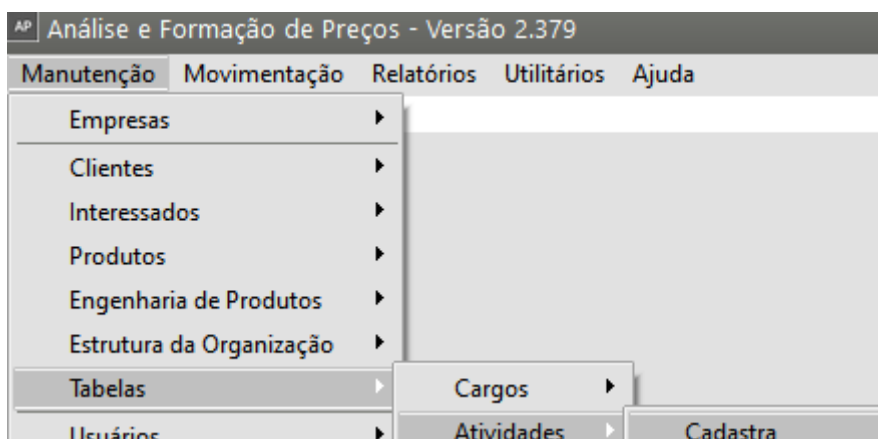 AP Análise e Formação de Preços - Versão 2.379
Manutenção Movimentação Relatórios Utilitários Ajuda
Empresas
Clientes
Interessados
Produtos
Engenharia de Produtos
Estrutura da Organização
Tabelas Cargos
Usuários Atividades Cadastra